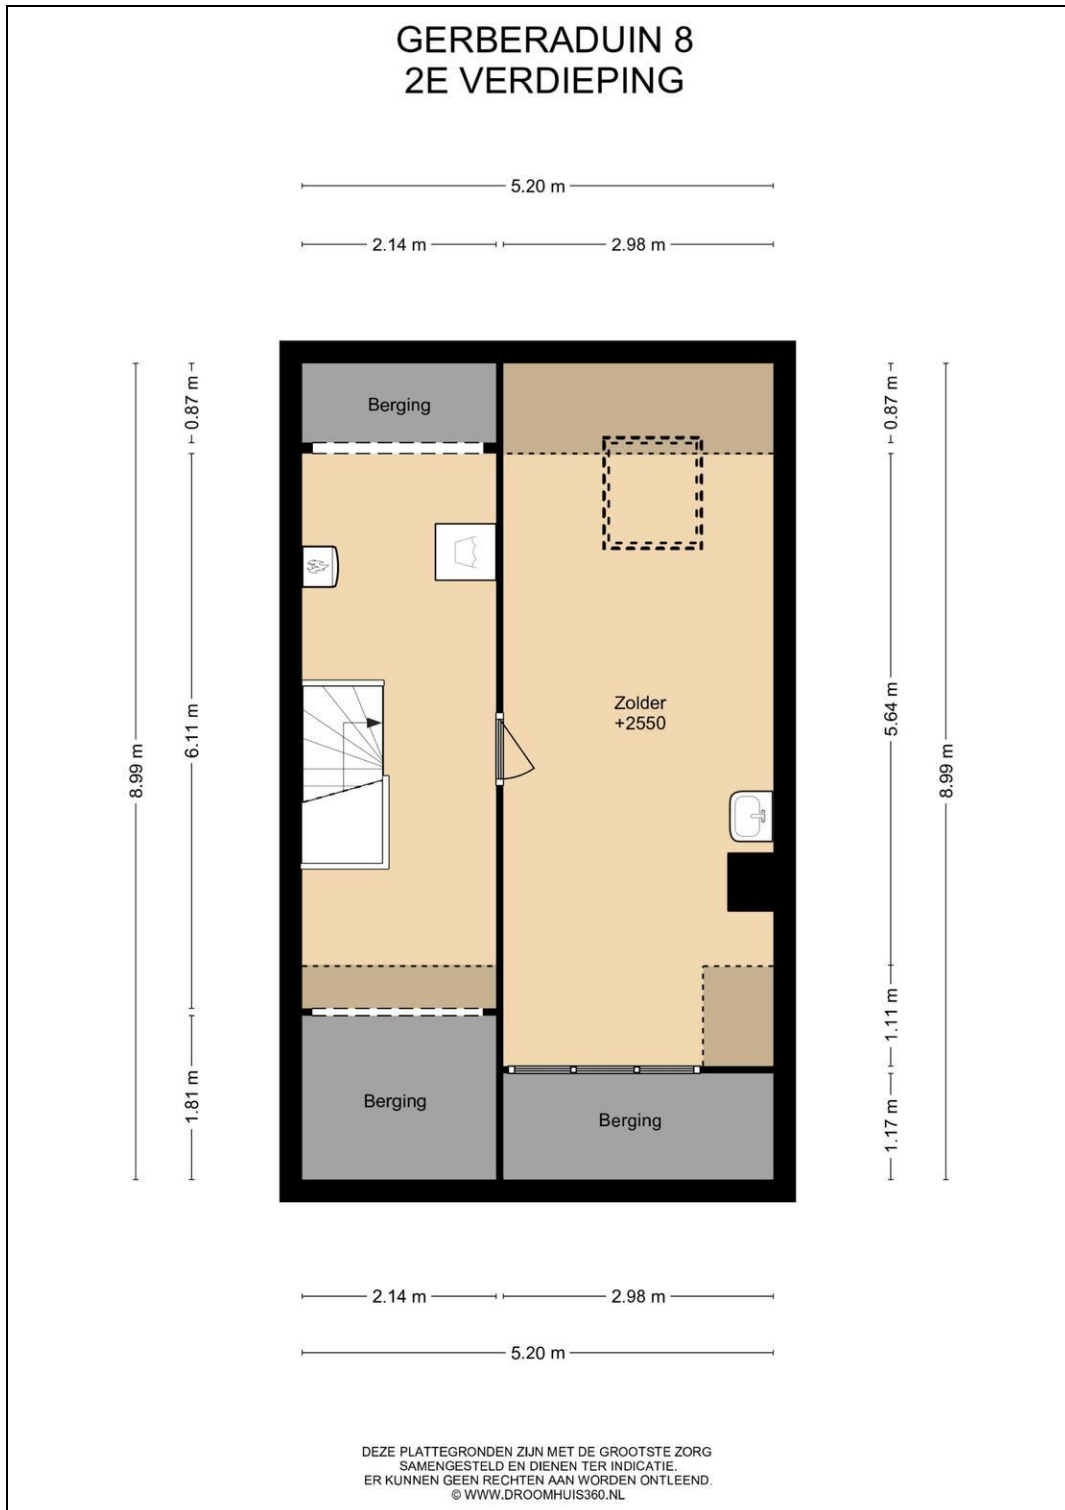 GERBERADUIN 8
2E VERDIEPING
5.20 m
2.14 m
2.98 m
Berging
0.87 m
0.87 m
6.11 m
8.99 m
Zolder
+2550
5.64 m
8.99 m
1.11 m
1.81 m
Berging
Berging
1.17 m
2.14 m
2.98 m
5.20 m
DEZE PLATTEGRONDEN ZIJN MET DE GROOTSTE ZORG
SAMENGESTELD EN DIENEN TER INDICATIE.
ER KUNNEN GEEN RECHTEN AAN WORDEN ONTLEEND.
© WWW.DROOMHUIS360.NL